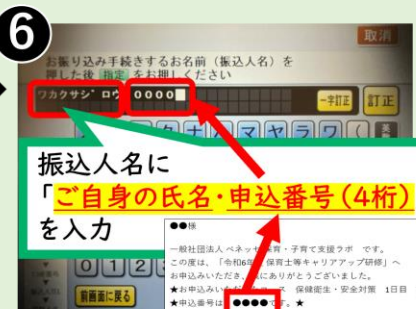 6
取消
お振り込み手続きするお名前(振込人名)を
押した後 指定 をお押しください
ワカクサシ゛ロウ 0000
一字訂正
訂正
ナ
マヤラワ(
振込人名に
「ご自身の氏名・申込番号(4桁)
を入力
●●様
一般社団法人 ベネッセ保育・子育て支援ラボ です。
この度は、「令和6年 保育士等キャリアアップ研修」へ
お申込みいただき、 にありがとうございました。
★お申込みい ス 保健衛生・安全対策 1日目
★申込番号は●●●●です。★
0123
前画面に戻る